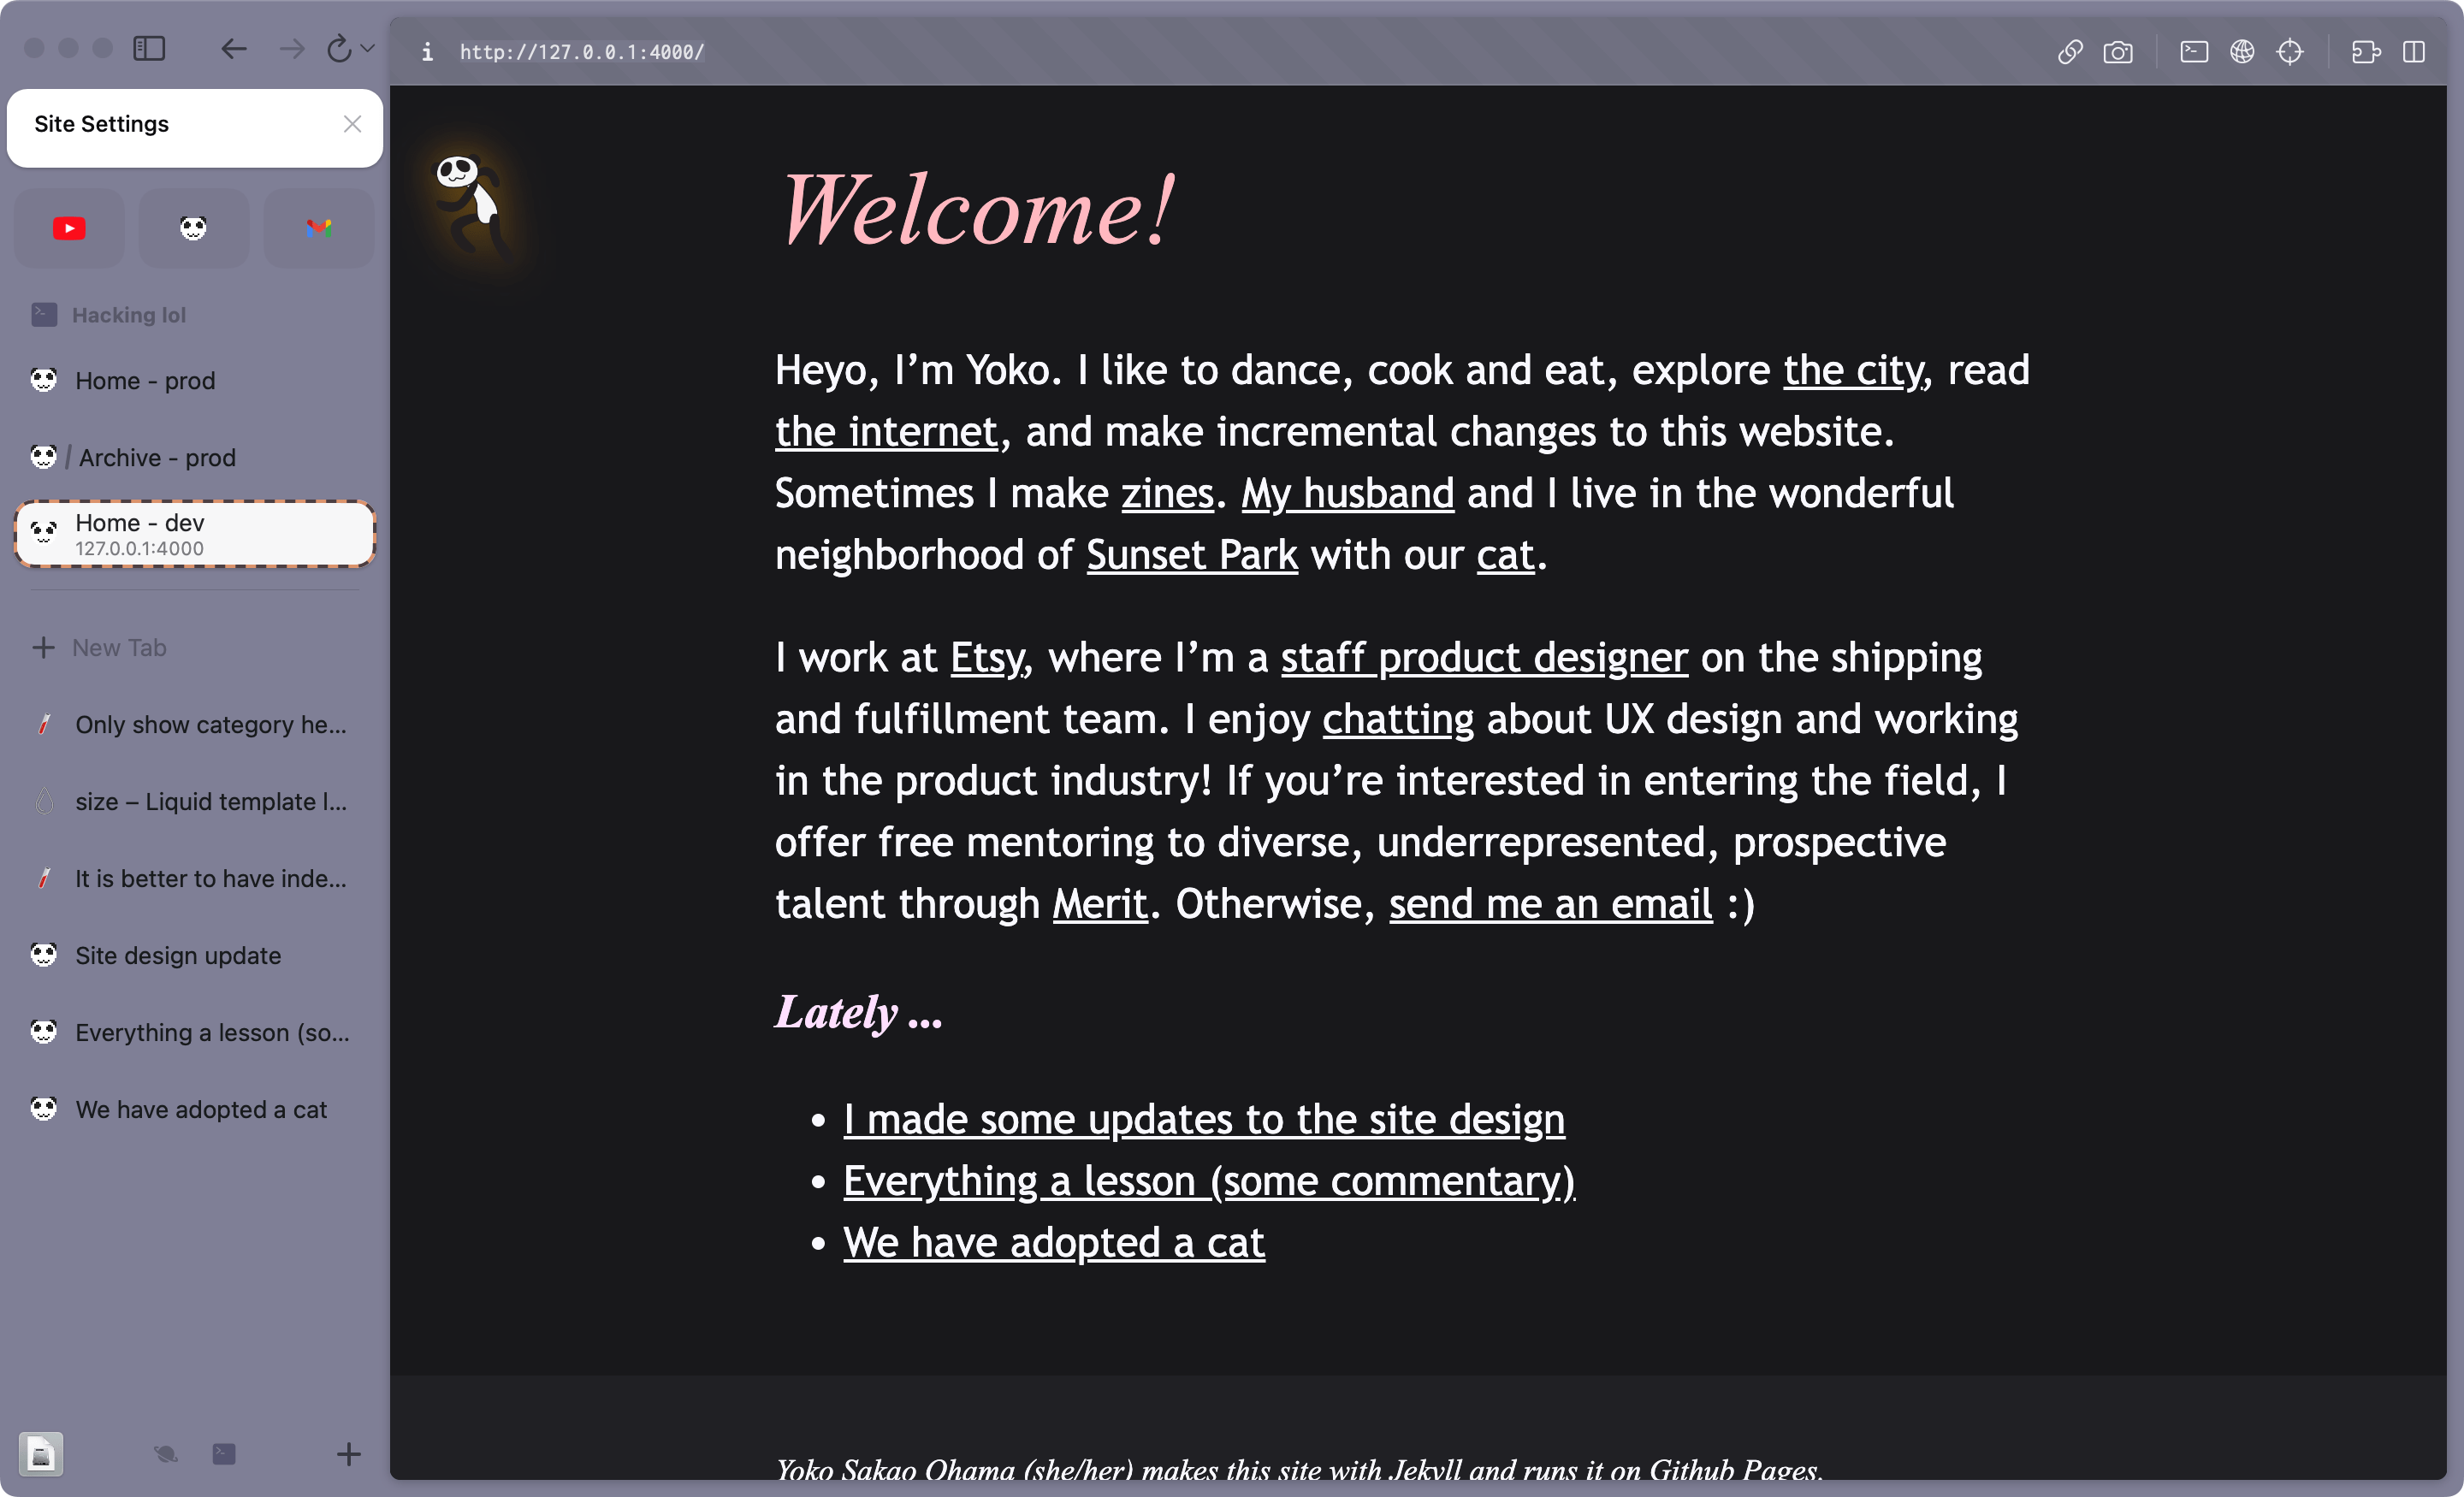 http://127.0.0.1:4000/
Site Settings
Hacking lol
Home - prod
/ Archive - prod
Home - dev
127.0.0.1:4000
New Tab
Only show category he...
size – Liquid template l...
It is better to have inde...
Site design update
Everything a lesson (so...
We have adopted a cat
Welcome!
Heyo, I’m Yoko. I like to dance, cook and eat, explore the city, read
the internet, and make incremental changes to this website.
Sometimes I make zines. My husband and I live in the wonderful
neighborhood of Sunset Park with our cat.
I work at Etsy, where I’m a staff product designer on the shipping
and fulfillment team. I enjoy chatting about UX design and working
in the product industry! If you’re interested in entering the field, I
offer free mentoring to diverse, underrepresented, prospective
talent through Merit. Otherwise, send me an email :)
Lately ...
• I made some updates to the site design
• Everything a lesson (some commentary)
• We have adopted a cat
Yoko Sakao Ohama (she/her) makes this site with Jekyll and runs it on Github Pages.